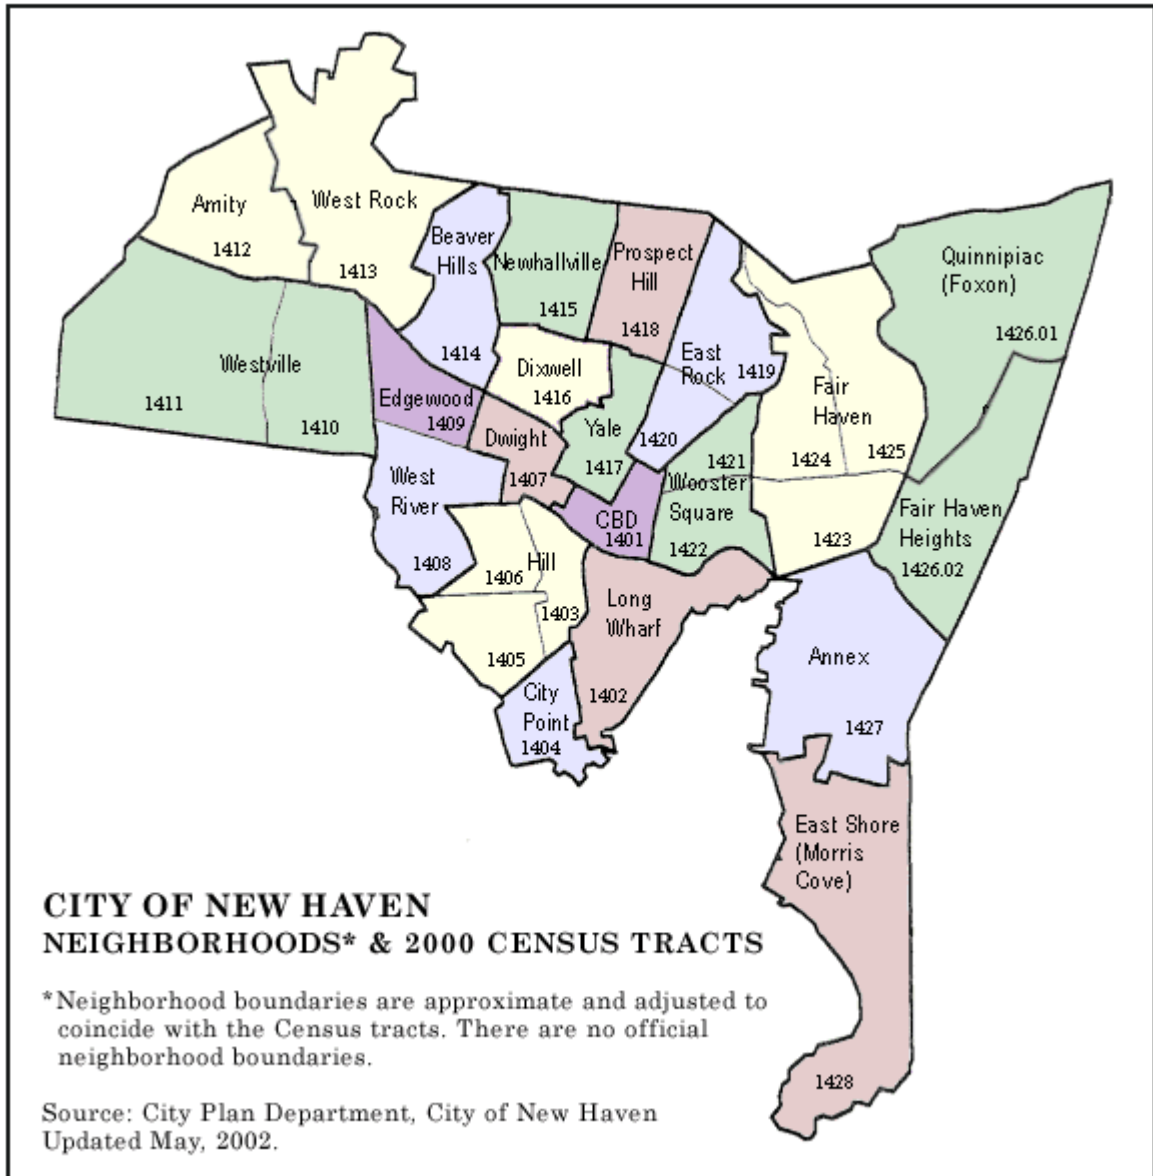 Amity
1412
West Rock
1413
Beaver
Hills
1414
Newhallville
1415
Prospect
Hill
1418
Quinnipiac
(Foxon)
1426.01
Westville
1411
1410
Edgewood
1409
Dixwell
1416
East
Rock
1419
1420
Fair
Haven
1424
1425
1423
Dwight
1407
Yale
1417
1421
Wooster
Square
1422
West
River
1408
CBD
1401
Fair Haven
Heights
1426.02
Hill
1406
1403
1405
Long
Wharf
1402
Annex
1427
City
Point
1404
East Shore
(Morris
Cove)
1428
CITY OF NEW HAVEN
NEIGHBORHOODS* & 2000 CENSUS TRACTS
*Neighborhood boundaries are approximate and adjusted to
coincide with the Census tracts. There are no official
neighborhood boundaries.
Source: City Plan Department, City of New Haven
Updated May, 2002.